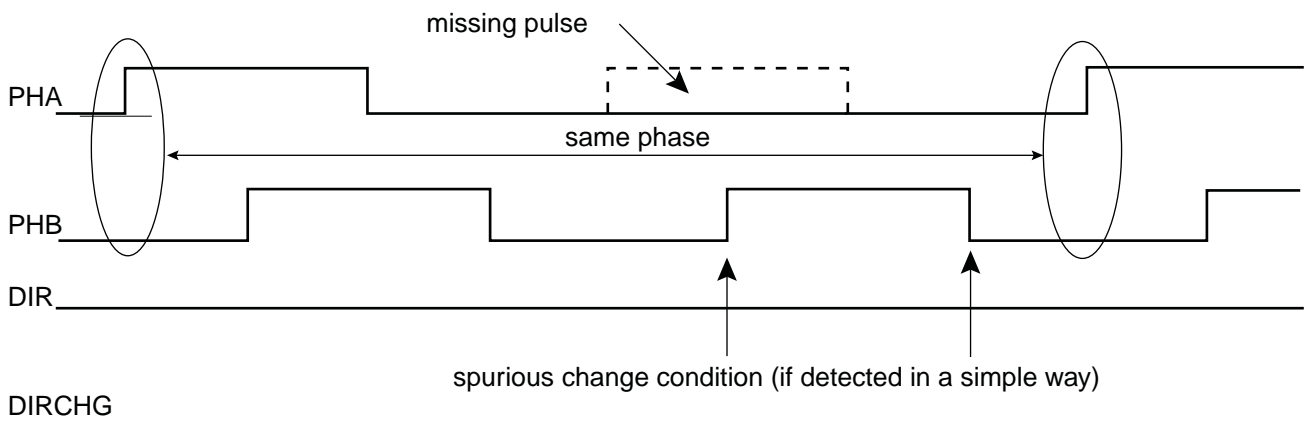 missing pulse
PHA
same phase
PHB
DIR
spurious change condition (if detected in a simple way)
DIRCHG